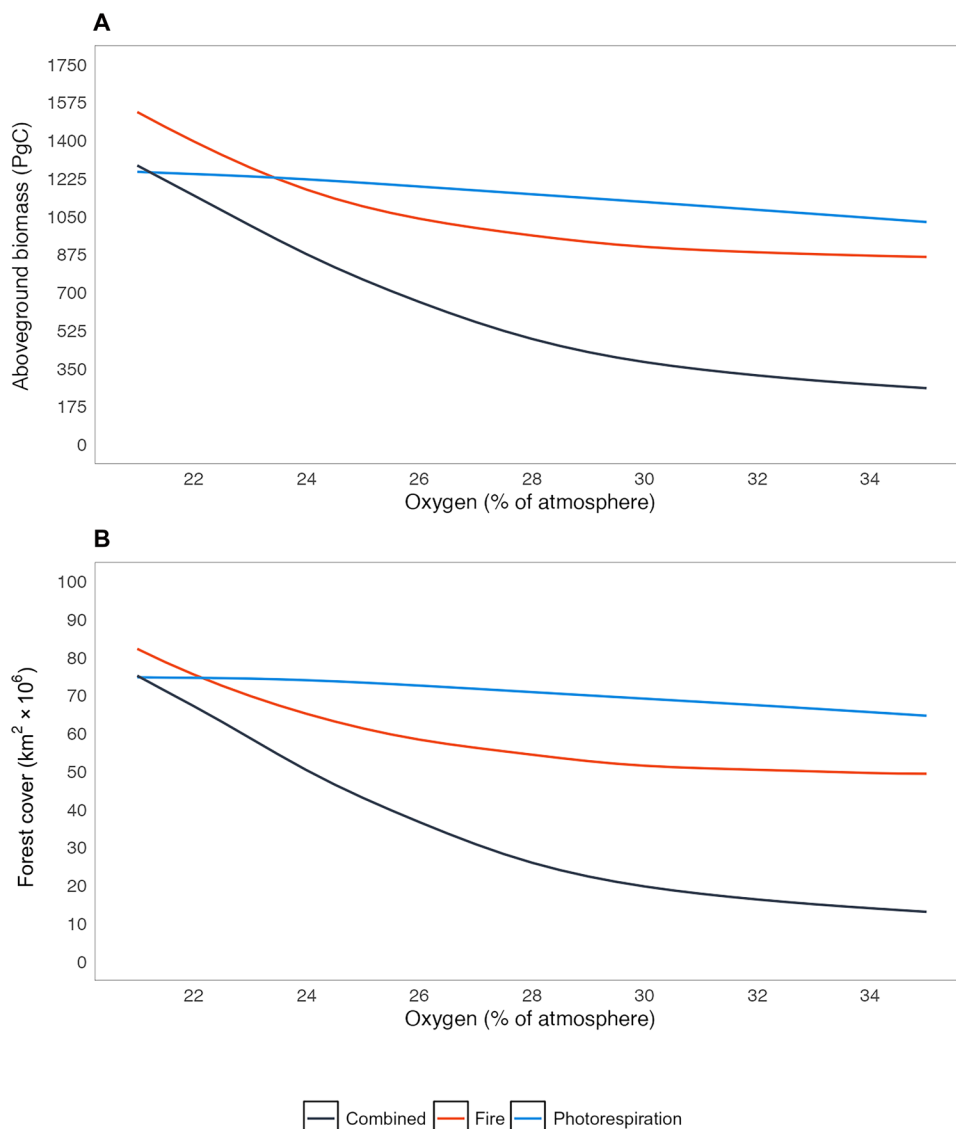 A
Aboveground biomass (PgC)
1750
1575
1400
1225
1050
875
700
525
350
175
0
22 24 26 28 30 32 34
Oxygen (% of atmosphere)
B
Forest cover (km² × 10⁶)
100
90
80
70
60
50
40
30
20
10
0
22 24 26 28 30 32 34
Oxygen (% of atmosphere)
Combined Fire Photorespiration